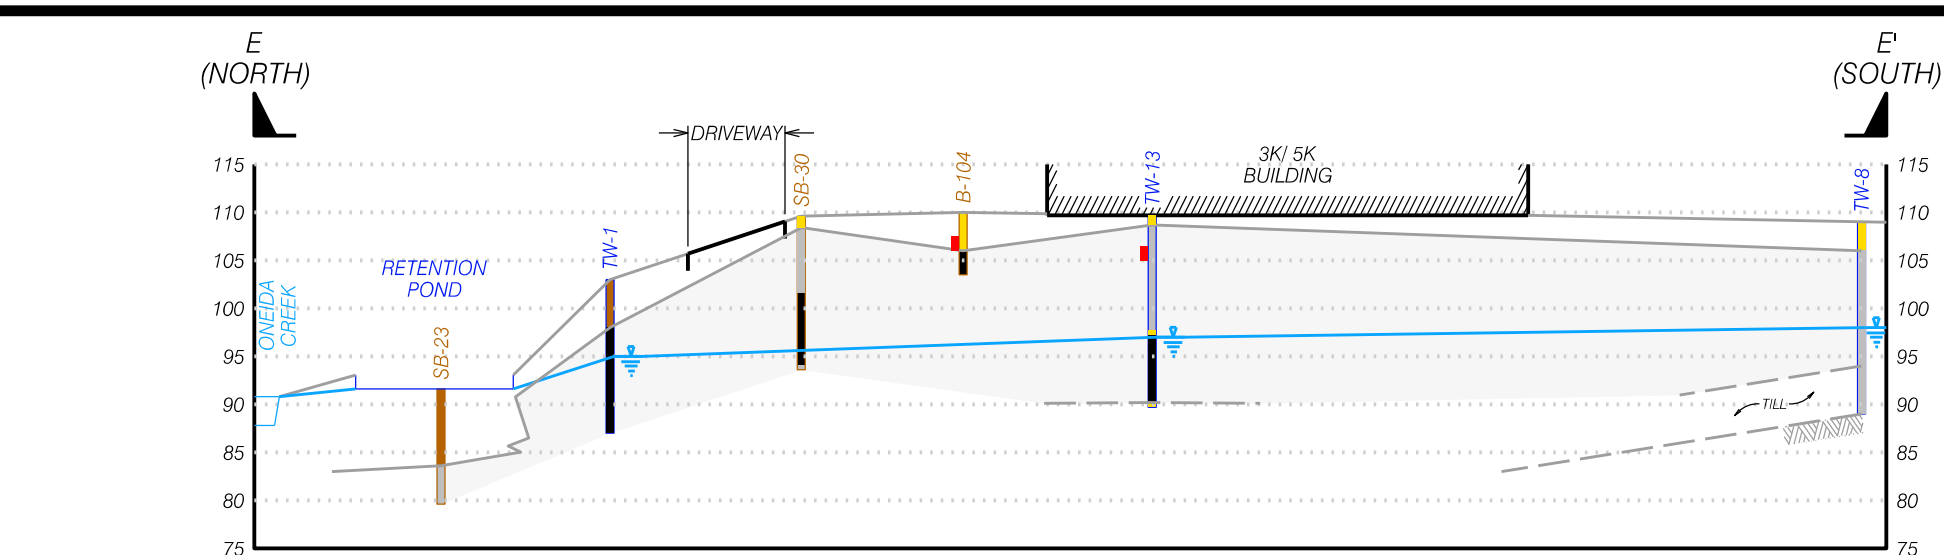 E
(NORTH)
E'
(SOUTH)
DRIVEWAY
SB-30
B-104
TW-13
3K/ 5K
BUILDING
TW-8
TW-1
RETENTION
POND
SB-23
ONEIDA
CREEK
TILL
115
110
105
100
95
90
85
80
75
115
110
105
100
95
90
85
80
75